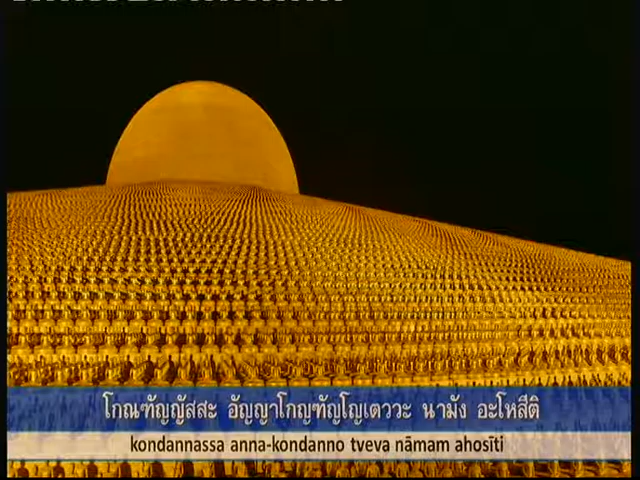 โกณฑัญญัสสะ อัญญาโกณฑัญโญเตววะ นามัง อะโหสีติ
kondannassa anna-kondanno tveva nāmam ahosīti